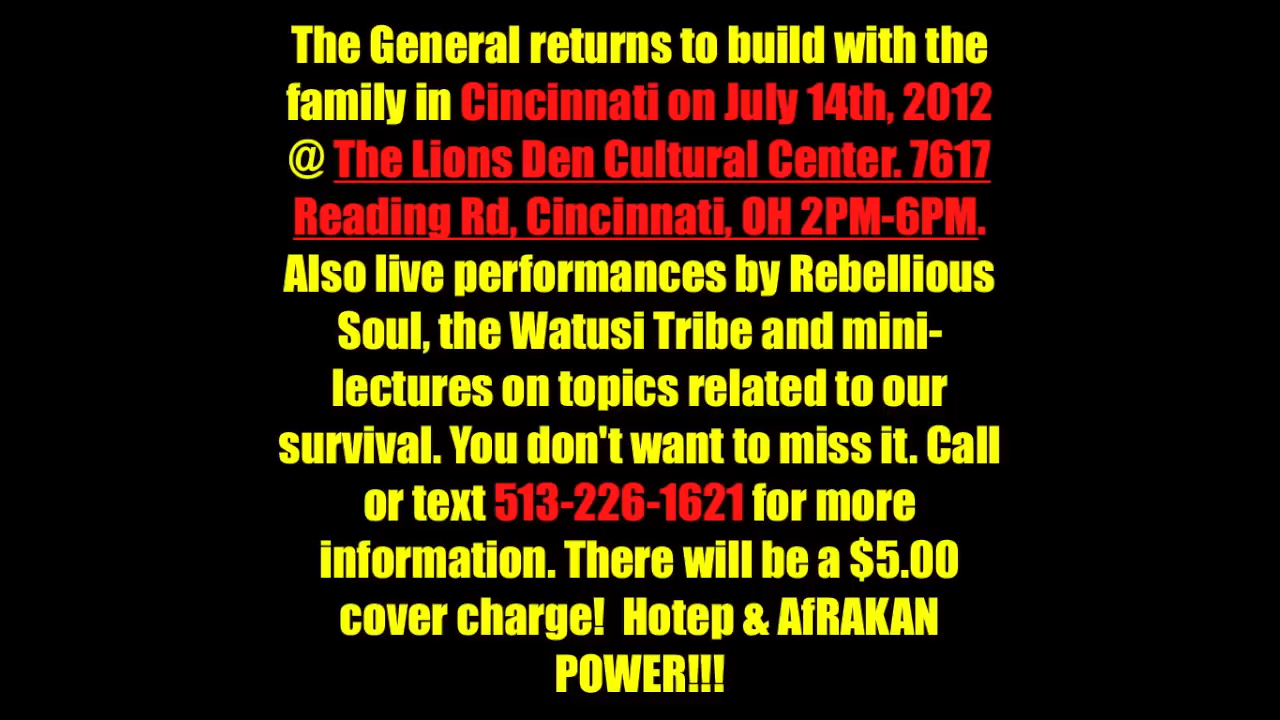 The General returns to build with the
family in Cincinnati on July 14th, 2012
@ The Lions Den Cultural Center. 7617
Reading Rd, Cincinnati, OH 2PM-6PM.
Also live performances by Rebellious
Soul, the Watusi Tribe and mini-
lectures on topics related to our
survival. You don't want to miss it. Call
or text 513-226-1621 for more
information. There will be a $5.00
cover charge!  Hotep & AfRAKAN
POWER!!!